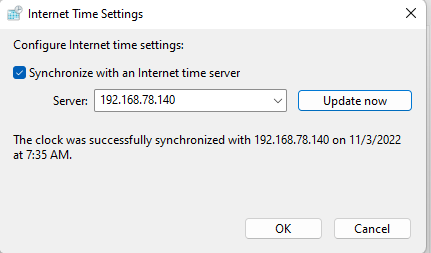 Internet Time Settings
Configure Internet time settings:
Synchronize with an Internet time server
Server: 192.168.78.140 Update now
The clock was successfully synchronized with 192.168.78.140 on 11/3/2022
at 7:35 AM.
OK Cancel